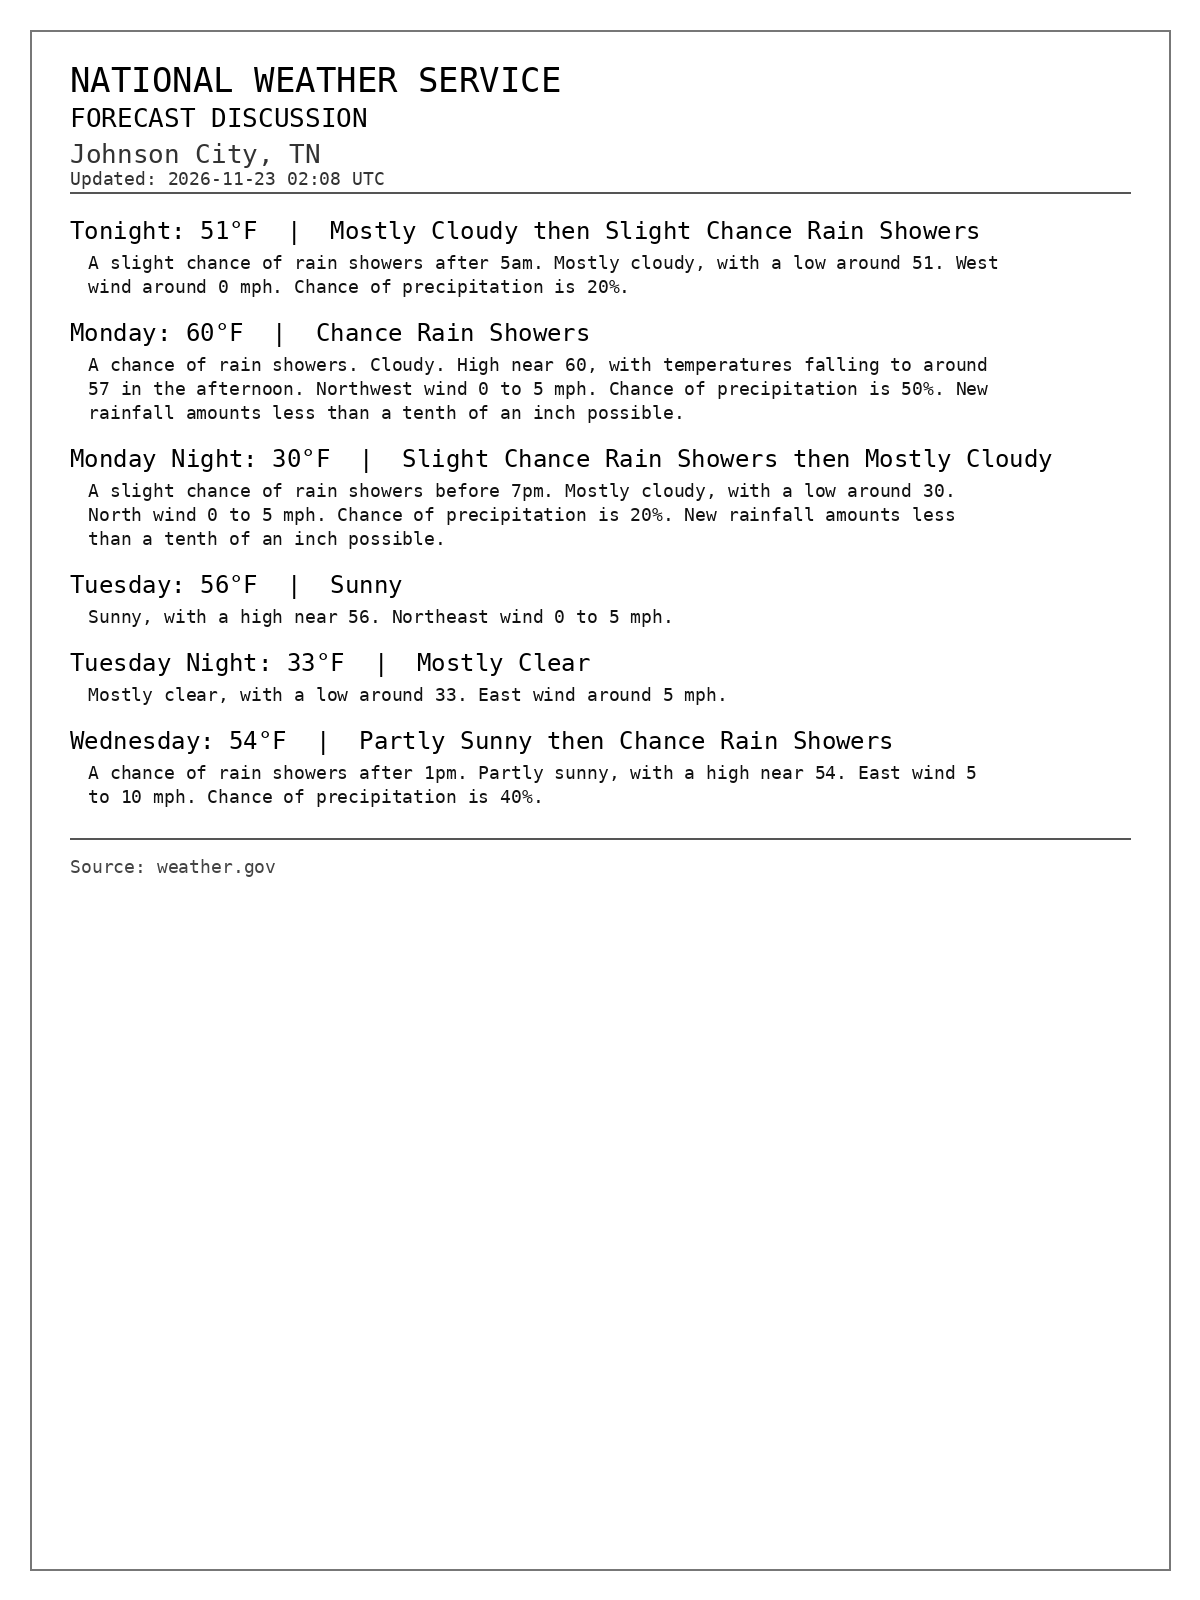 NATIONAL WEATHER SERVICE
FORECAST DISCUSSION
Johnson City, TN
Updated: 2026-11-23 02:08 UTC
Tonight: 51°F | Mostly Cloudy then Slight Chance Rain Showers
A slight chance of rain showers after 5am. Mostly cloudy, with a low around 51. West
wind around 0 mph. Chance of precipitation is 20%.
Monday: 60°F | Chance Rain Showers
A chance of rain showers. Cloudy. High near 60, with temperatures falling to around
57 in the afternoon. Northwest wind 0 to 5 mph. Chance of precipitation is 50%. New
rainfall amounts less than a tenth of an inch possible.
Monday Night: 30°F | Slight Chance Rain Showers then Mostly Cloudy
A slight chance of rain showers before 7pm. Mostly cloudy, with a low around 30.
North wind 0 to 5 mph. Chance of precipitation is 20%. New rainfall amounts less
than a tenth of an inch possible.
Tuesday: 56°F | Sunny
Sunny, with a high near 56. Northeast wind 0 to 5 mph.
Tuesday Night: 33°F | Mostly Clear
Mostly clear, with a low around 33. East wind around 5 mph.
Wednesday: 54°F | Partly Sunny then Chance Rain Showers
A chance of rain showers after 1pm. Partly sunny, with a high near 54. East wind 5
to 10 mph. Chance of precipitation is 40%.
Source: weather.gov